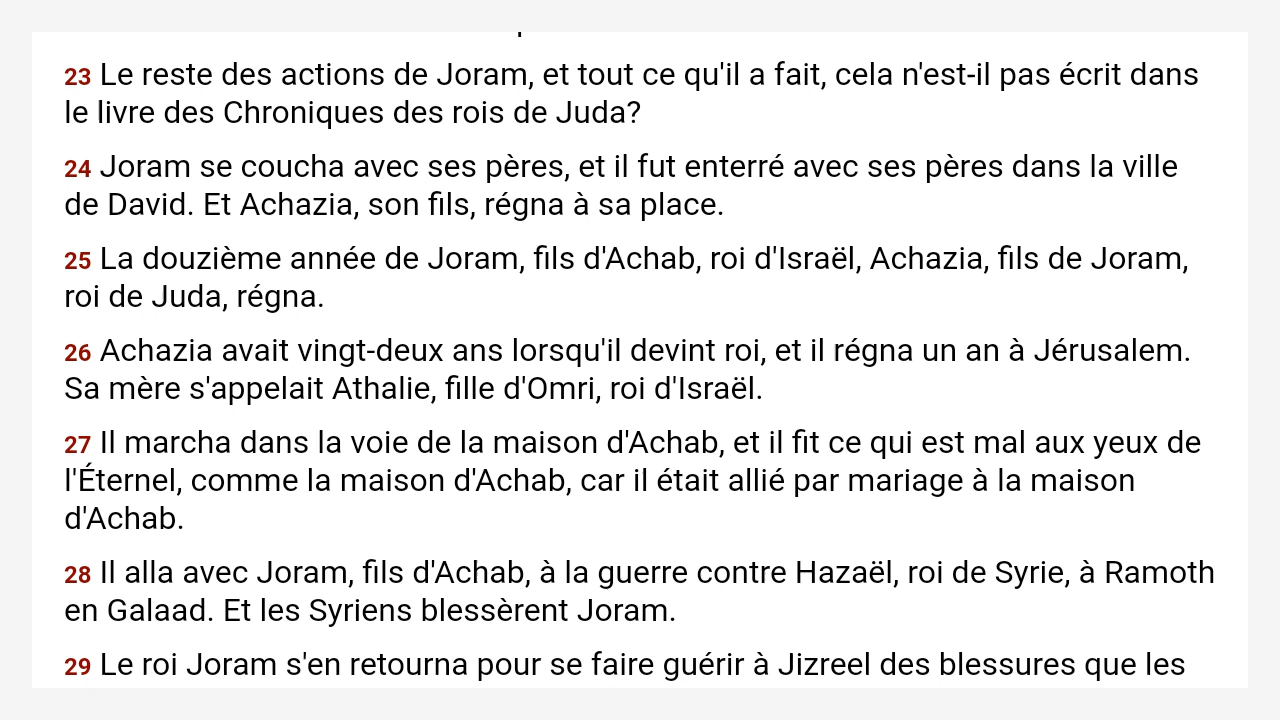 23 Le reste des actions de Joram, et tout ce qu'il a fait, cela n'est-il pas écrit dans
le livre des Chroniques des rois de Juda?
24 Joram se coucha avec ses pères, et il fut enterré avec ses pères dans la ville
de David. Et Achazia, son fils, régna à sa place.
25 La douzième année de Joram, fils d'Achab, roi d'Israël, Achazia, fils de Joram,
roi de Juda, régna.
26 Achazia avait vingt-deux ans lorsqu'il devint roi, et il régna un an à Jérusalem.
Sa mère s'appelait Athalie, fille d'Omri, roi d'Israël.
27 Il marcha dans la voie de la maison d'Achab, et il fit ce qui est mal aux yeux de
l'Éternel, comme la maison d'Achab, car il était allié par mariage à la maison
d'Achab.
28 Il alla avec Joram, fils d'Achab, à la guerre contre Hazaël, roi de Syrie, à Ramoth
en Galaad. Et les Syriens blessèrent Joram.
29 Le roi Joram s'en retourna pour se faire guérir à Jizreel des blessures que les